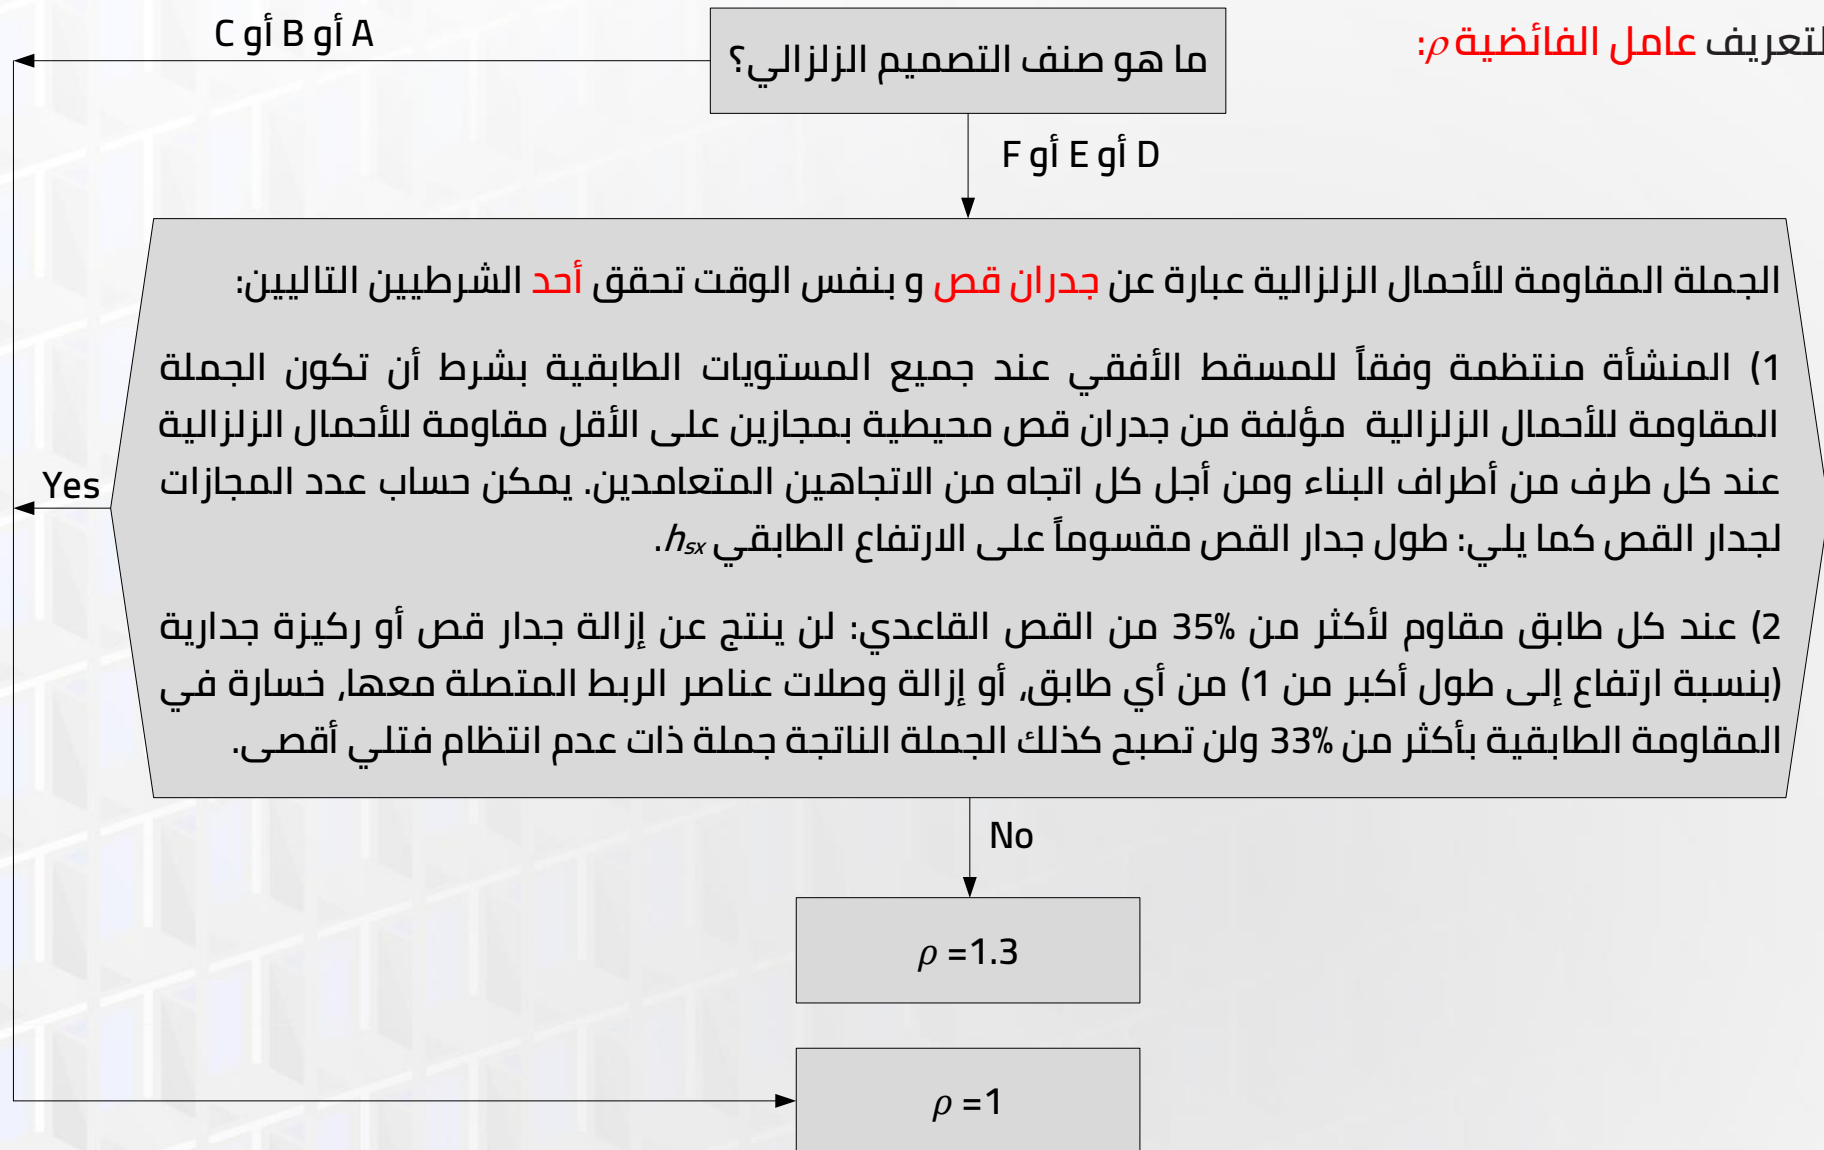 لتعريف عامل الفائضية ρ:
ما هو صنف التصميم الزلزالي؟
A أو B أو C
D أو E أو F
الجملة المقاومة للأحمال الزلزالية عبارة عن جدران قص و بنفس الوقت تحقق أحد الشرطيين التاليين:
1) المنشأة منتظمة وفقاً للمسقط الأفقي عند جميع المستويات الطابقية بشرط أن تكون الجملة
المقاومة للأحمال الزلزالية مؤلفة من جدران قص محيطية بمجازين على الأقل مقاومة للأحمال الزلزالية
عند كل طرف من أطراف البناء ومن أجل كل اتجاه من الاتجاهين المتعامدين. يمكن حساب عدد المجازات
لجدار القص كما يلي: طول جدار القص مقسوماً على الارتفاع الطابقي hsx.
2) عند كل طابق مقاوم لأكثر من 35% من القص القاعدي: لن ينتج عن إزالة جدار قص أو ركيزة جدارية
(بنسبة ارتفاع إلى طول أكبر من 1) من أي طابق، أو إزالة وصلات عناصر الربط المتصلة معها، خسارة في
المقاومة الطابقية بأكثر من 33% ولن تصبح كذلك الجملة الناتجة جملة ذات عدم انتظام فتلي أقصى.
Yes
No
ρ =1.3
ρ =1